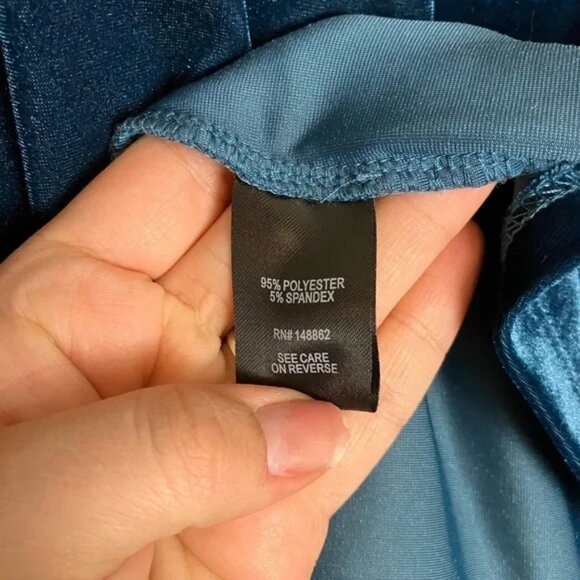 95% POLYESTER
5% SPANDEX
RN# 148862
SEE CARE
ON REVERSE